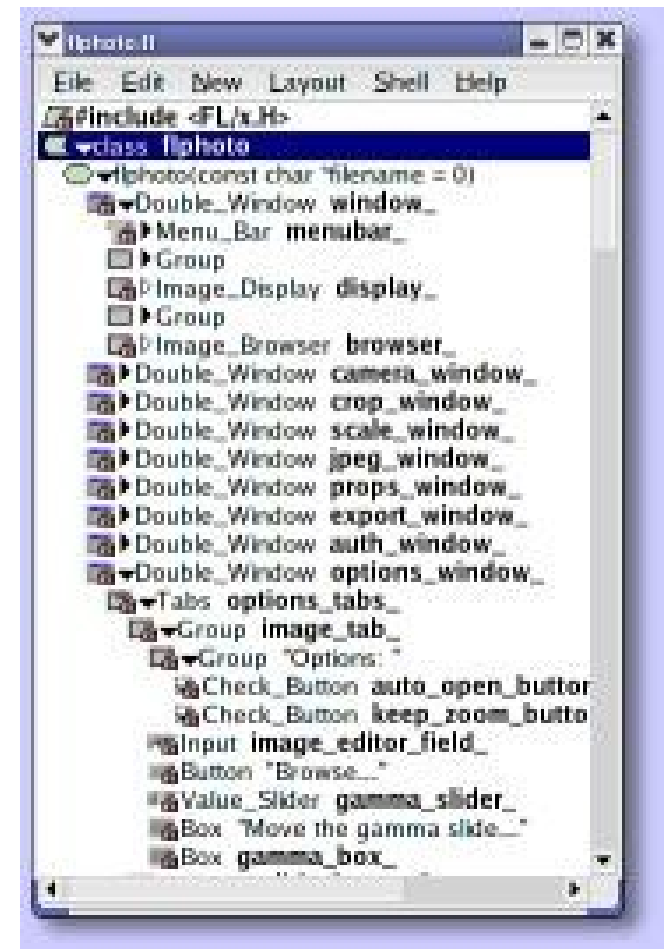 flphoto.fl
File Edit New Layout Shell Help
#include <FL/x.H>
class flphoto
flphoto(const char *filename = 0)
Double_Window window_
Menu_Bar menubar_
Group
Image_Display display_
Group
Image_Browser browser_
Double_Window camera_window_
Double_Window crop_window_
Double_Window scale_window_
Double_Window jpeg_window_
Double_Window props_window_
Double_Window export_window_
Double_Window auth_window_
Double_Window options_window_
Tabs options_tabs_
Group image_tab_
Group "Options: "
Check_Button auto_open_button
Check_Button keep_zoom_butto
Input image_editor_field_
Button "Browse..."
Value_Slider gamma_slider_
Box "Move the gamma slide..."
Box gamma_box_